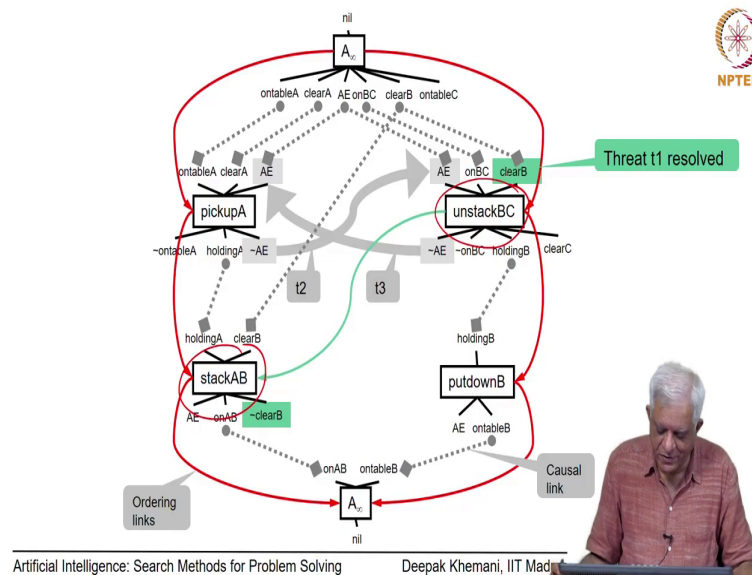 nil
A∞
ontableA clearA AE onBC clearB ontableC
NPTEL
ontableA clearA AE AE onBC clearB
Threat t1 resolved
pickupA unstackBC
~ontableA holdingA ~AE ~AE ~onBC holdingB clearC
t2 t3
holdingA clearB holdingB
stackAB putdownB
AE onAB ~clearB AE ontableB
onAB ontableB
Ordering links
A∞
Causal link
nil
Artificial Intelligence: Search Methods for Problem Solving Deepak Khemani, IIT